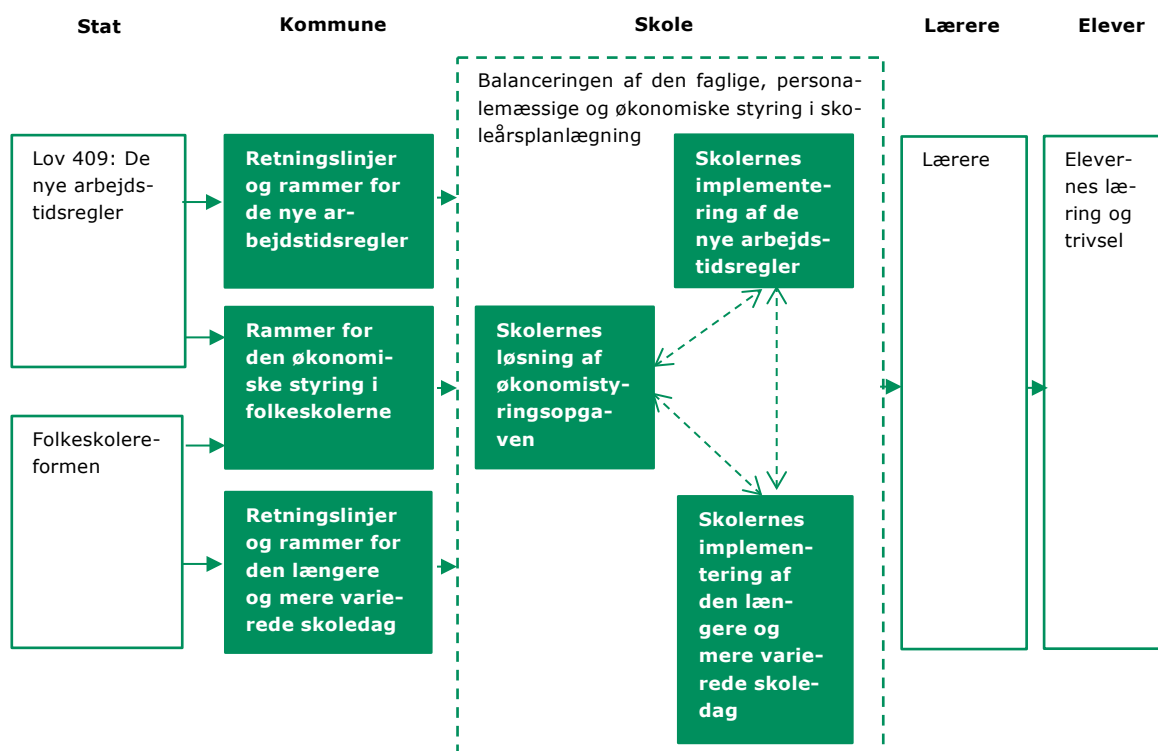 Stat
Kommune
Skole
Lærere
Elever
Lov 409: De
nye arbejds-
tidsregler
Folkeskolere-
formen
Retningslinjer
og rammer for
de nye ar-
bejdstidsregler
Rammer for
den økonomi-
ske styring i
folkeskolerne
Retningslinjer
og rammer for
den længere
og mere varie-
rede skoledag
Balanceringen af den faglige, persona-
lemæssige og økonomiske styring i sko-
leårsplanlægning
Skolernes
implemente-
ring af de
nye arbejds-
tidsregler
Skolernes
løsning af
økonomisty-
ringsopga-
ven
Skolernes
implemen-
tering af
den læn-
gere og
mere varie-
rede skole-
dag
Lærere
Elever-
nes læ-
ring og
trivsel